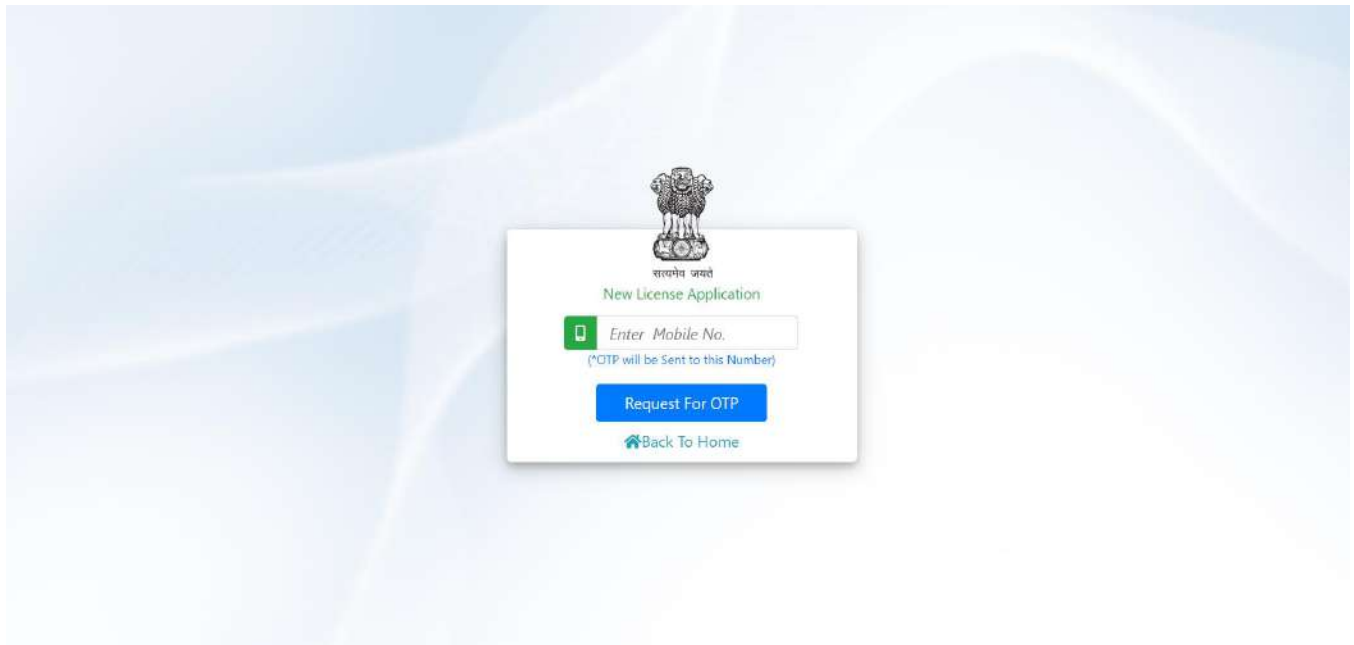 सत्यमेव जयते
New License Application
Enter Mobile No.
(*OTP will be Sent to this Number)
Request For OTP
Back To Home